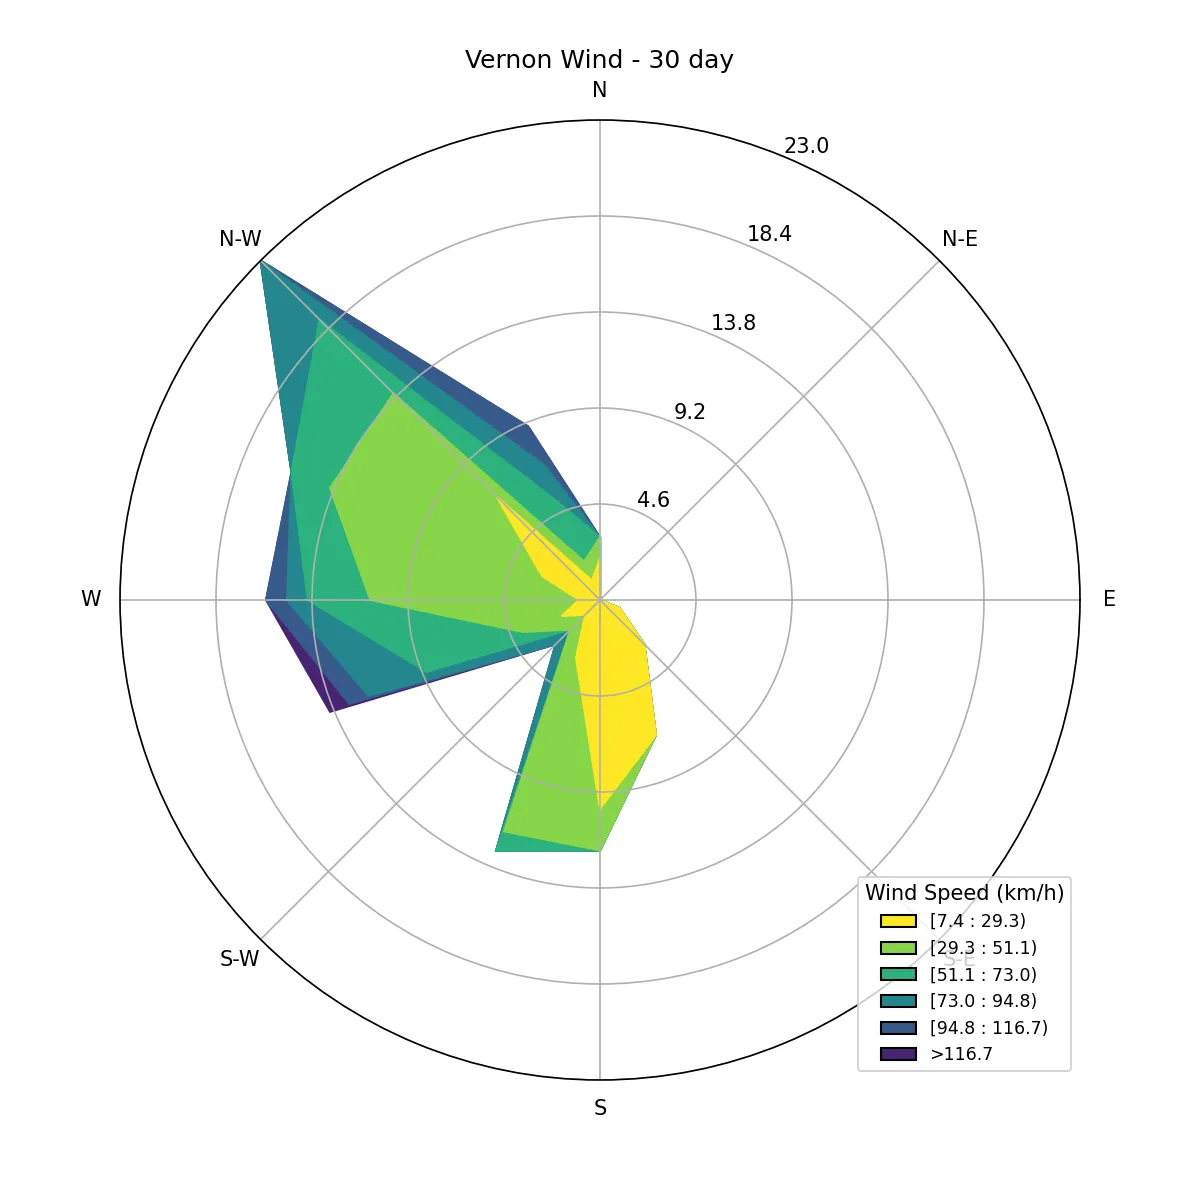 Vernon Wind - 30 day
N
23.0
18.4
N-W
N-E
13.8
9.2
4.6
W
E
Wind Speed (km/h)
[7.4 : 29.3)
[29.3 : 51.1)
S-W
S-E
[51.1 : 73.0)
[73.0 : 94.8)
[94.8 : 116.7)
>116.7
S